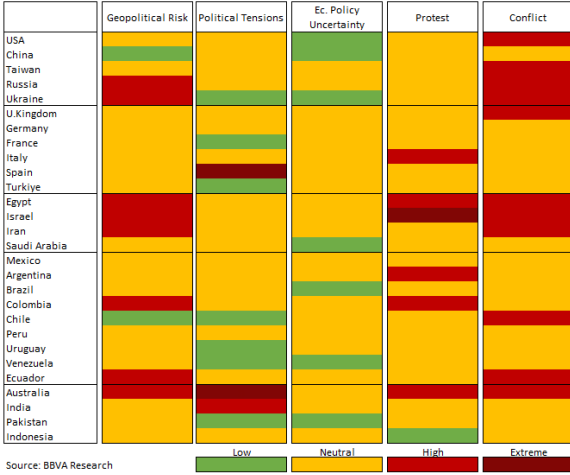 Geopolitical Risk Political Tensions Ec. Policy Uncertainty Protest Conflict
USA
China
Taiwan
Russia
Ukraine
U.Kingdom
Germany
France
Italy
Spain
Turkiye
Egypt
Israel
Iran
Saudi Arabia
Mexico
Argentina
Brazil
Colombia
Chile
Peru
Uruguay
Venezuela
Ecuador
Australia
India
Pakistan
Indonesia
Low Neutral High Extreme
Source: BBVA Research